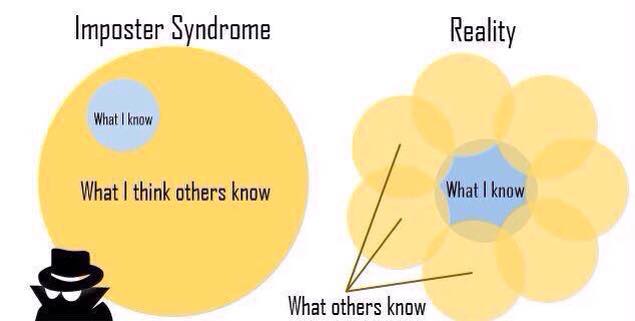 Imposter Syndrome
What I know
What I think others know
Reality
What I know
What others know